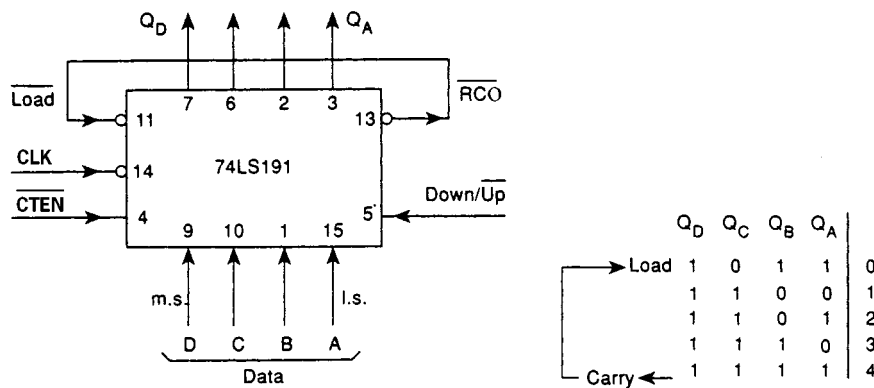 Q_D Q_A
Load RCO
7 6 2 3
11 13
CLK 14 74LS191
CTEN 4 5 Down/Up
9 10 1 15
m.s. l.s.
D C B A
Data
Q_D Q_C Q_B Q_A
Load 1 0 1 1 0
1 1 0 0 1
1 1 0 1 2
1 1 1 0 3
Carry 1 1 1 1 4